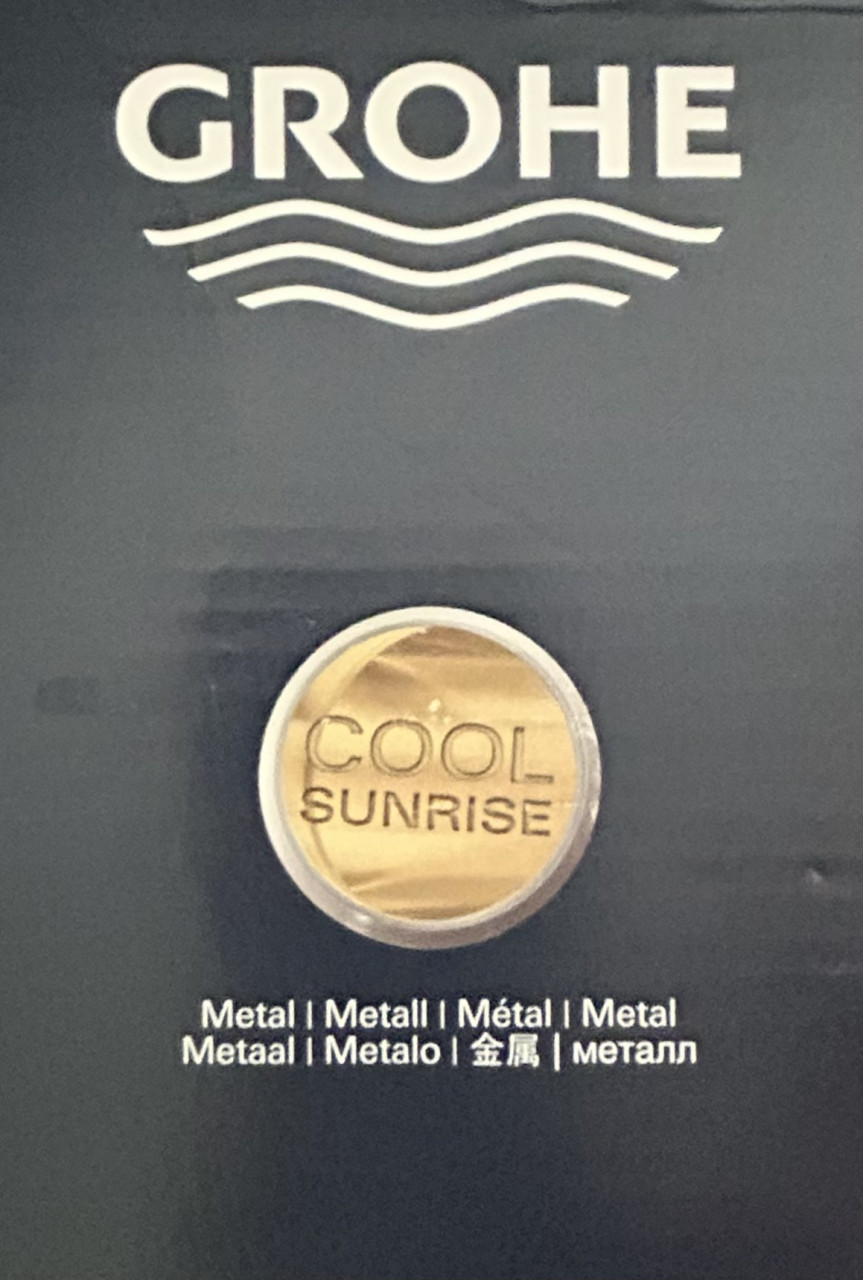 GROHE
COOL
SUNRISE
Metal | Metall | Métal | Metal
Metaal | Metalo | 金属 | металл